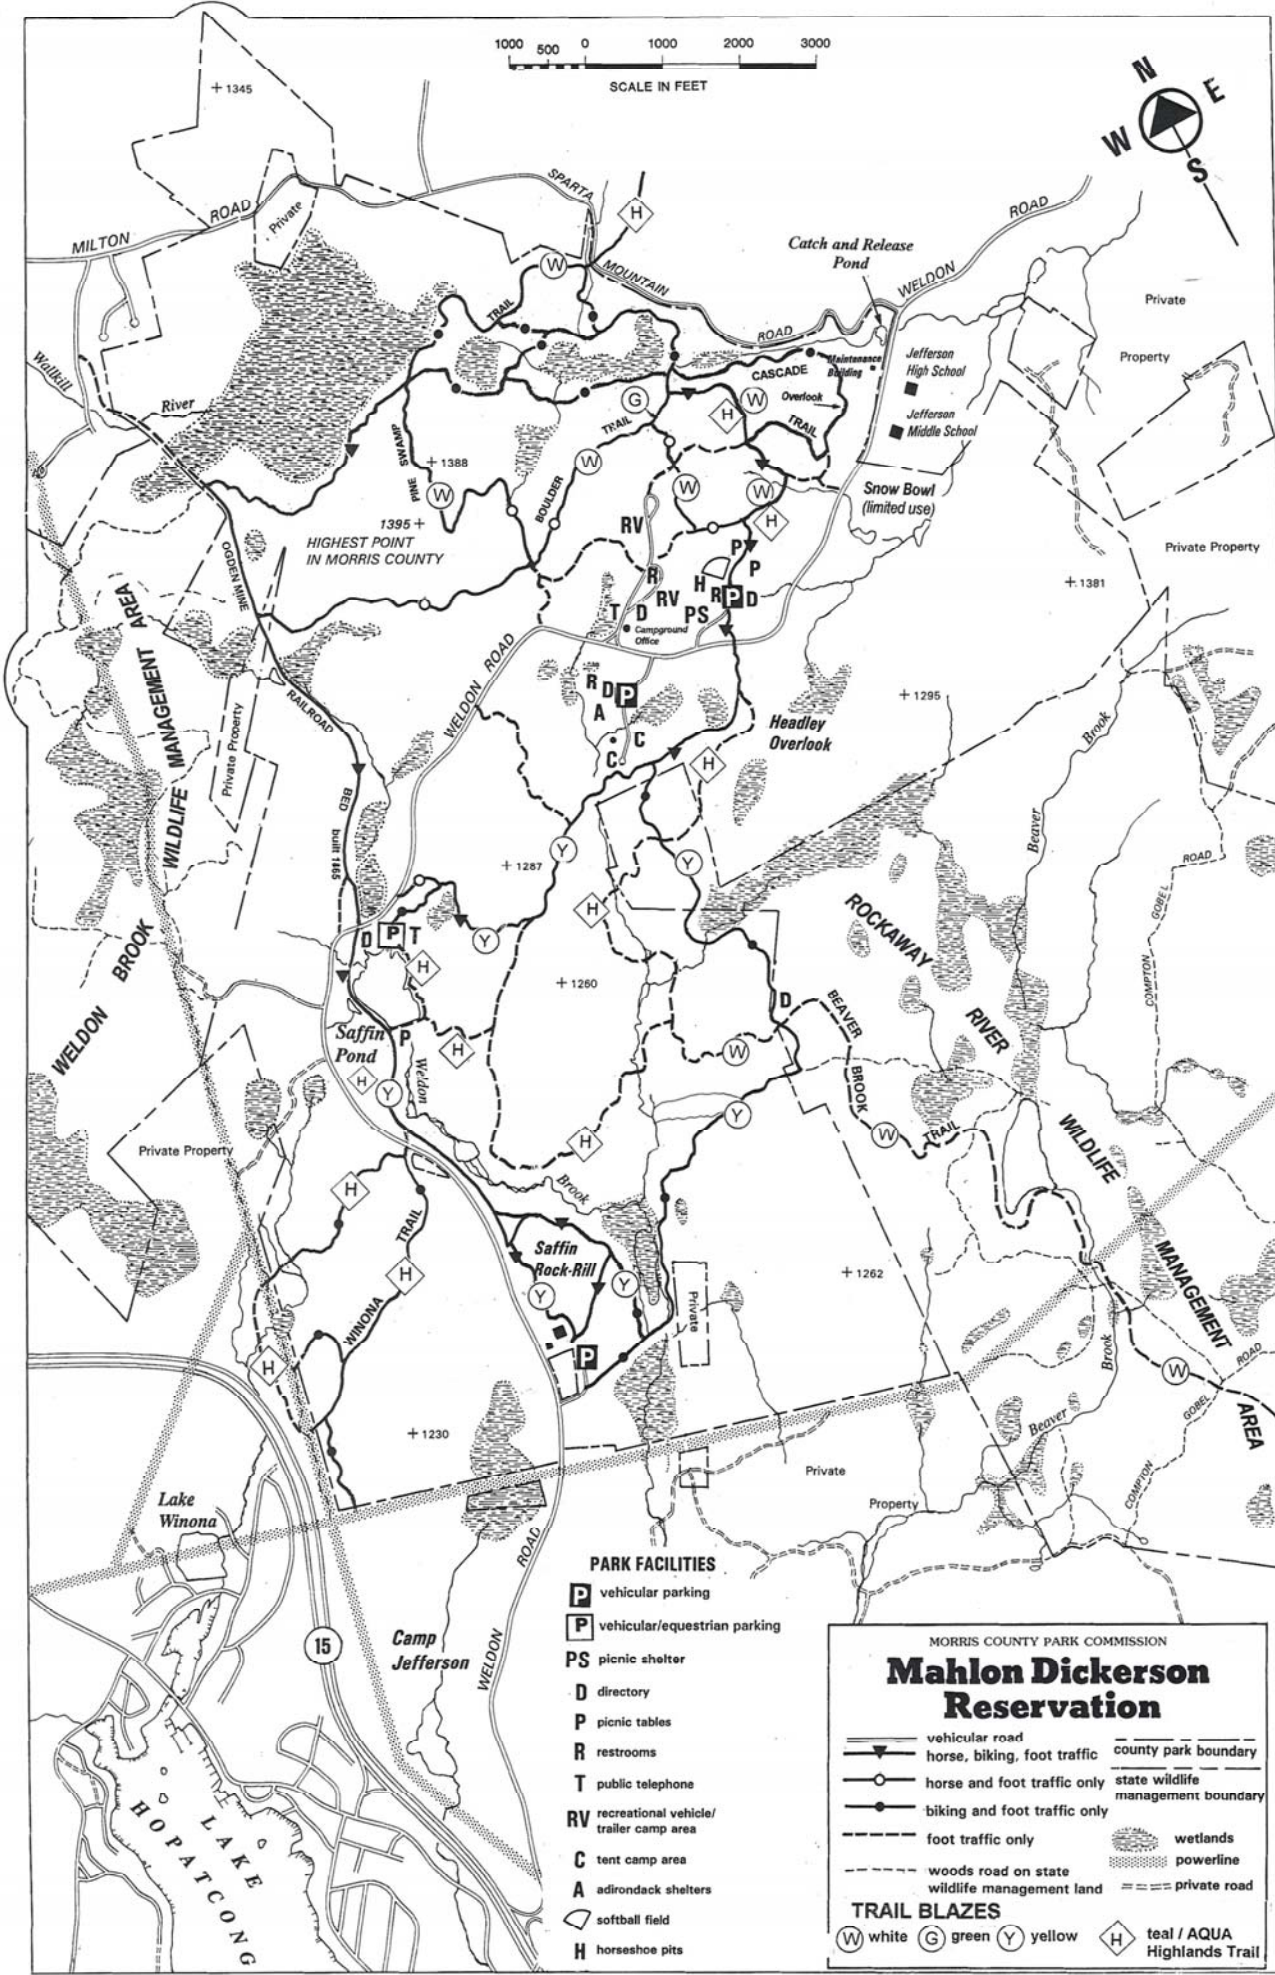 1000 500 0 1000 2000 3000
SCALE IN FEET
N
E
W
S
1345
SPARTA
H
MILTON
ROAD
Private
ROAD
Catch and Release
Pond
WELDON
W
MOUNTAIN
TRAIL
ROAD
Private
Property
Maintenance
Building
Jefferson
High School
CASCADE
Overlook
Wallkill
River
G
W
H
TRAIL
TRAIL
Jefferson
Middle School
PINE SWAMP
1388
W
W
BOULDER
W
W
Snow Bowl
(limited use)
1395
HIGHEST POINT
IN MORRIS COUNTY
RV
H
Private Property
P
P
OGDEN MINE
R
H
R
P
D
1381
RV
PS
T
D
Campground
Office
WELDON ROAD
R
D
P
A
1295
Headley
Overlook
RAILROAD
Private Property
C
C
H
Brook
BED
built 1865
WILDLIFE MANAGEMENT AREA
Y
Y
1287
Beaver
ROAD
GOBEL
H
ROCKAWAY
D
P
T
Y
H
1260
COMPTON
WELDON BROOK
D
BEAVER
RIVER
Saffin
Pond
P
H
W
H
Y
Weldon
BROOK
Y
W
TRAIL
WILDLIFE
Private Property
H
H
Brook
TRAIL
Saffin
Rock-Rill
MANAGEMENT
H
Y
Y
1262
Private
WINONA
H
P
Brook
ROAD
W
GOBEL
AREA
1230
Beaver
Private
Property
COMPTON
Lake
Winona
ROAD
15
Camp
Jefferson
WELDON
LAKE
HOPATCONG
PARK FACILITIES
P vehicular parking
P vehicular/equestrian parking
PS picnic shelter
D directory
P picnic tables
R restrooms
T public telephone
RV recreational vehicle/
trailer camp area
C tent camp area
A adirondack shelters
softball field
H horseshoe pits
MORRIS COUNTY PARK COMMISSION
Mahlon Dickerson
Reservation
vehicular road
horse, biking, foot traffic
horse and foot traffic only
biking and foot traffic only
foot traffic only
woods road on state
wildlife management land
county park boundary
state wildlife
management boundary
wetlands
powerline
private road
TRAIL BLAZES
W white G green Y yellow
H teal / AQUA
Highlands Trail